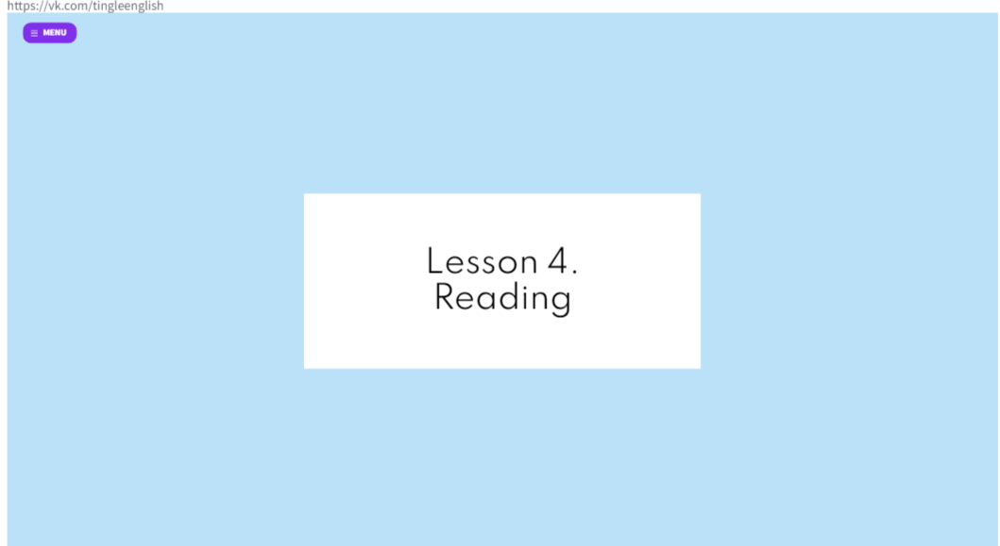 https://vk.com/tingleenglish
≡ MENU
Lesson 4.
Reading